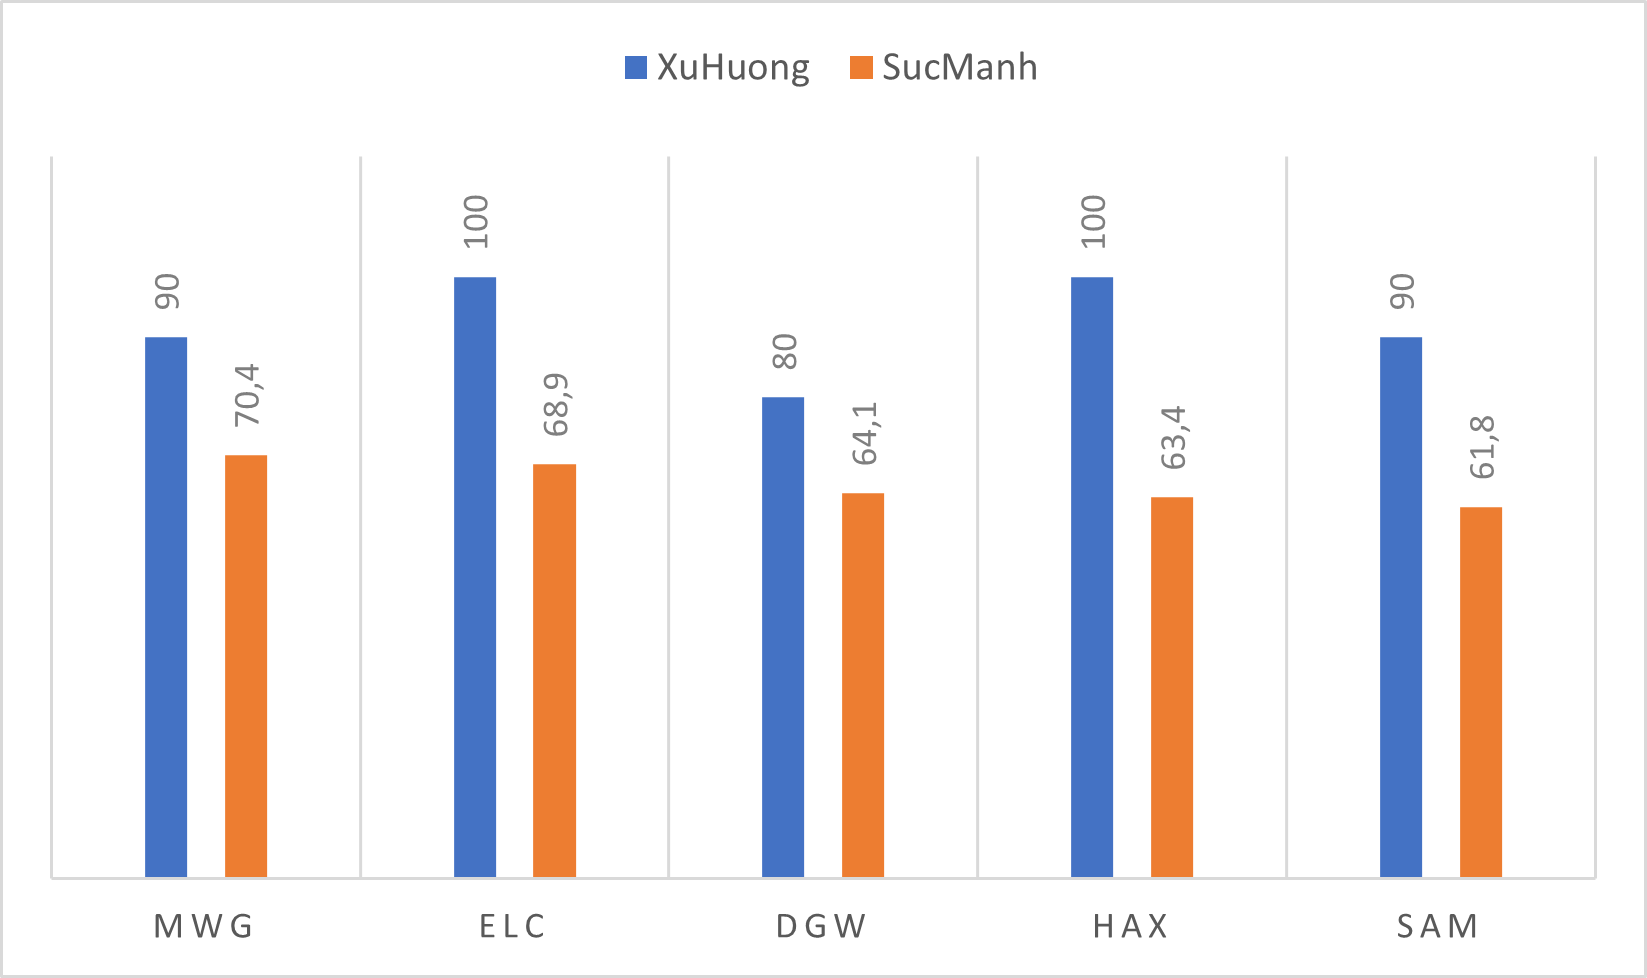 XuHuong SucManh
90 70,4 100 68,9 80 64,1 100 63,4 90 61,8
MWG ELC DGW HAX SAM